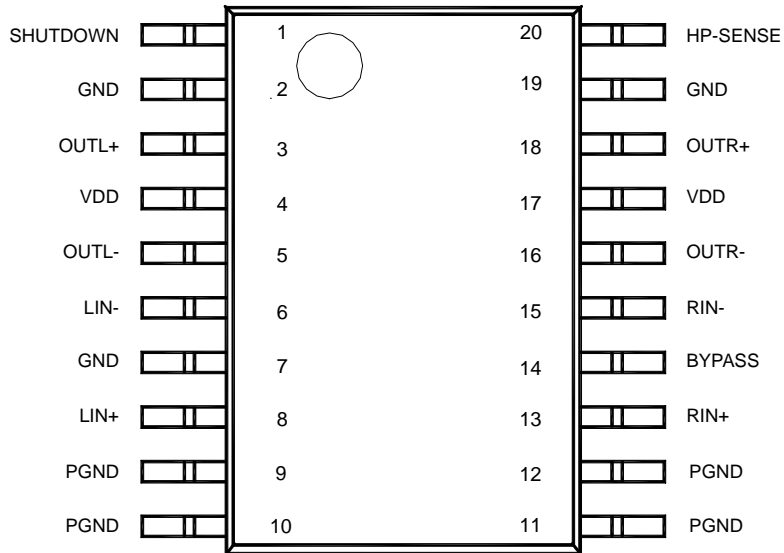 SHUTDOWN 1 20 HP-SENSE
GND 2 19 GND
OUTL+ 3 18 OUTR+
VDD 4 17 VDD
OUTL- 5 16 OUTR-
LIN- 6 15 RIN-
GND 7 14 BYPASS
LIN+ 8 13 RIN+
PGND 9 12 PGND
PGND 10 11 PGND